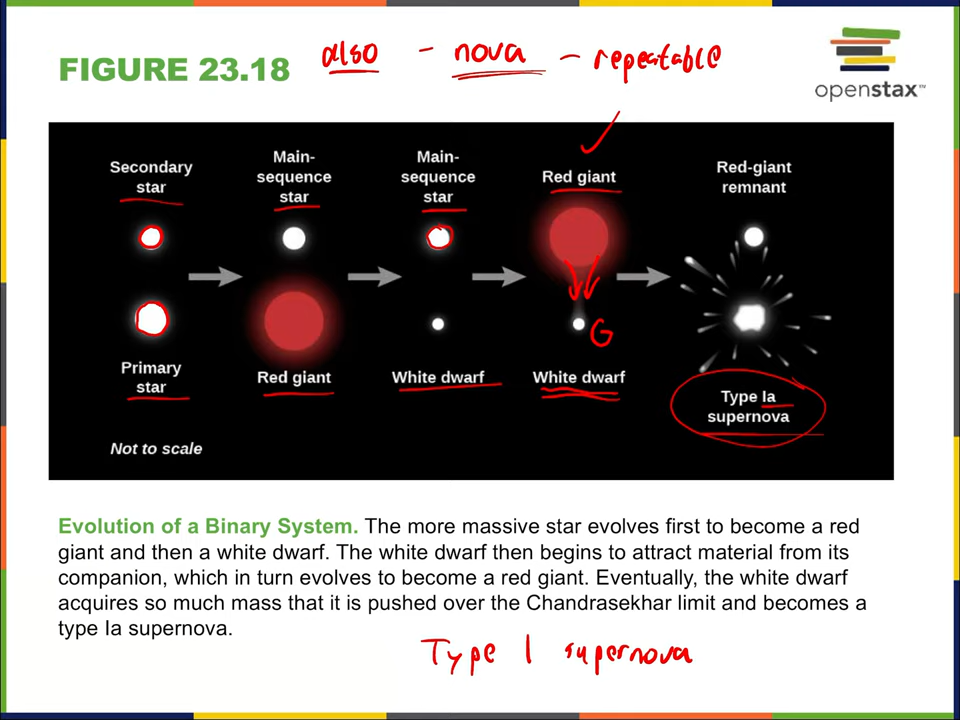 FIGURE 23.18
also - nova - repeatable
openstax™
Secondary star
Main-sequence star
Main-sequence star
Red giant
Red-giant remnant
G
Primary star
Red giant
White dwarf
White dwarf
Type Ia supernova
Not to scale
Evolution of a Binary System. The more massive star evolves first to become a red
giant and then a white dwarf. The white dwarf then begins to attract material from its
companion, which in turn evolves to become a red giant. Eventually, the white dwarf
acquires so much mass that it is pushed over the Chandrasekhar limit and becomes a
type Ia supernova.
Type I supernova